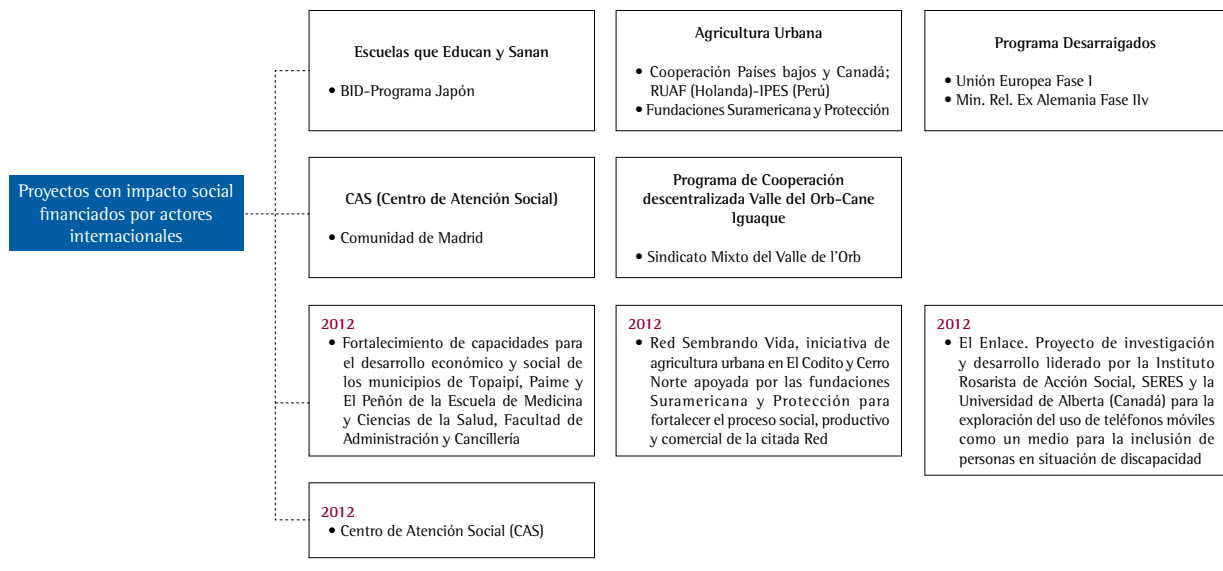 Proyectos con impacto social
financiados por actores
internacionales
Escuelas que Educan y Sanan
• BID-Programa Japón
Agricultura Urbana
• Cooperación Países bajos y Canadá;
RUAF (Holanda)-IPES (Perú)
• Fundaciones Suramericana y Protección
Programa Desarraigados
• Unión Europea Fase I
• Min. Rel. Ex Alemania Fase IIv
CAS (Centro de Atención Social)
• Comunidad de Madrid
Programa de Cooperación
descentralizada Valle del Orb-Cane
Iguaque
• Sindicato Mixto del Valle de l'Orb
2012
• Fortalecimiento de capacidades para
el desarrollo económico y social de
los municipios de Topaipí, Paime y
El Peñón de la Escuela de Medicina
y Ciencias de la Salud, Facultad de
Administración y Cancillería
2012
• Red Sembrando Vida, iniciativa de
agricultura urbana en El Codito y Cerro
Norte apoyada por las fundaciones
Suramericana y Protección para
fortalecer el proceso social, productivo
y comercial de la citada Red
2012
• El Enlace. Proyecto de investigación
y desarrollo liderado por la Instituto
Rosarista de Acción Social, SERES y la
Universidad de Alberta (Canadá) para la
exploración del uso de teléfonos móviles
como un medio para la inclusión de
personas en situación de discapacidad
2012
• Centro de Atención Social (CAS)